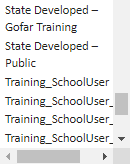 State Developed –
Gofar Training
State Developed –
Public
Training_SchoolUser
Training_SchoolUser_
Training_SchoolUser_
Training_SchoolUser_